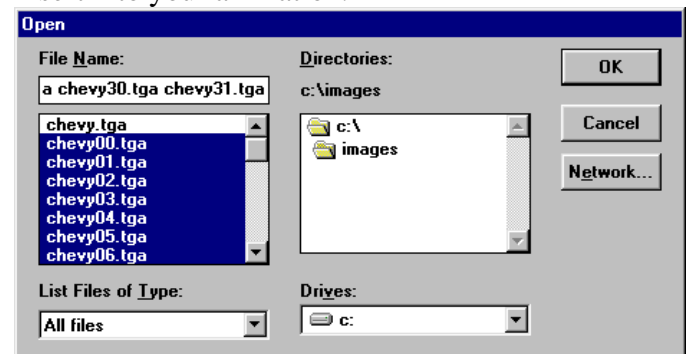 Open
File Name:
a chevy30.tga chevy31.tga
chevy.tga
chevy00.tga
chevy01.tga
chevy02.tga
chevy03.tga
chevy04.tga
chevy05.tga
chevy06.tga
List Files of Type:
All files
Directories:
c:\images
c:\
images
Drives:
c:
OK
Cancel
Network...